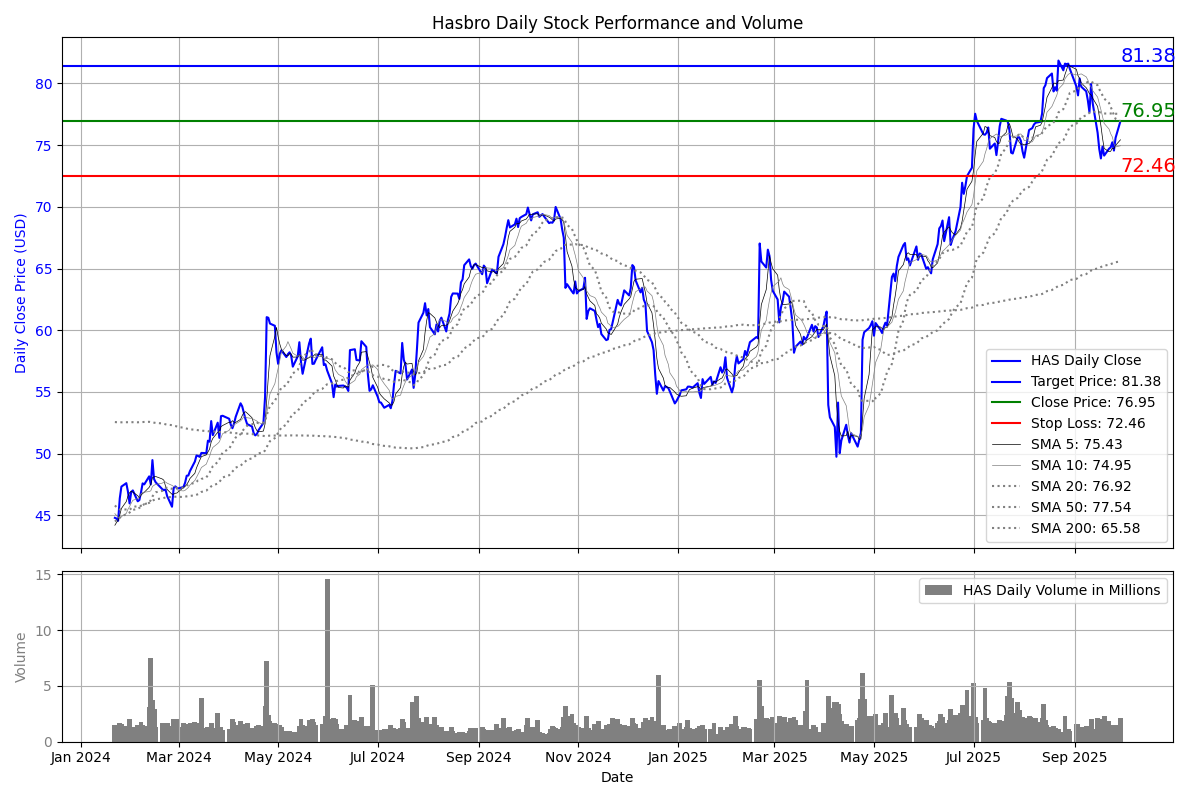 Hasbro Daily Stock Performance and Volume
81.38
80
76.95
75
72.46
70
65
60
55
50
45
Daily Close Price (USD)
HAS Daily Close
Target Price: 81.38
Close Price: 76.95
Stop Loss: 72.46
SMA 5: 75.43
SMA 10: 74.95
SMA 20: 76.92
SMA 50: 77.54
SMA 200: 65.58
15
10
5
0
Volume
HAS Daily Volume in Millions
Jan 2024 Mar 2024 May 2024 Jul 2024 Sep 2024 Nov 2024 Jan 2025 Mar 2025 May 2025 Jul 2025 Sep 2025
Date